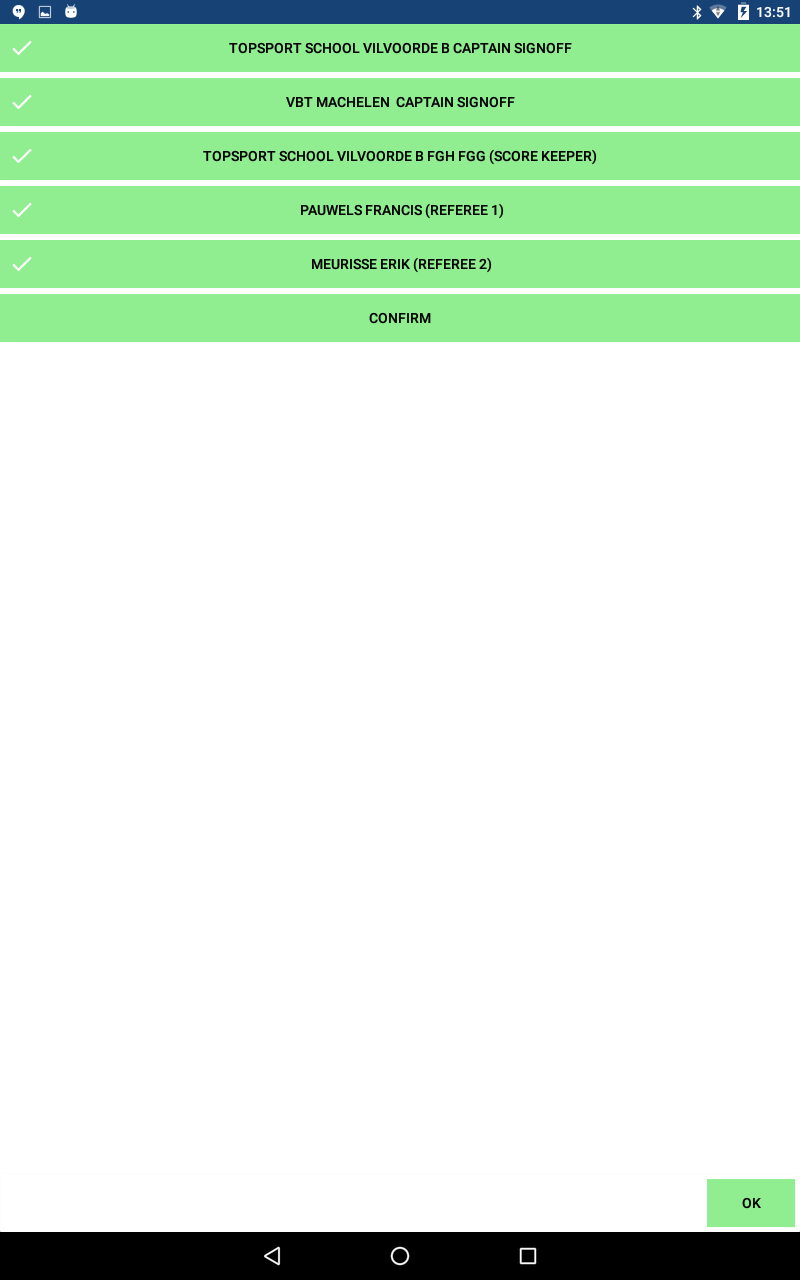 13:51
TOPSPORT SCHOOL VILVOORDE B CAPTAIN SIGNOFF
VBT MACHELEN  CAPTAIN SIGNOFF
TOPSPORT SCHOOL VILVOORDE B FGH FGG (SCORE KEEPER)
PAUWELS FRANCIS (REFEREE 1)
MEURISSE ERIK (REFEREE 2)
CONFIRM
OK